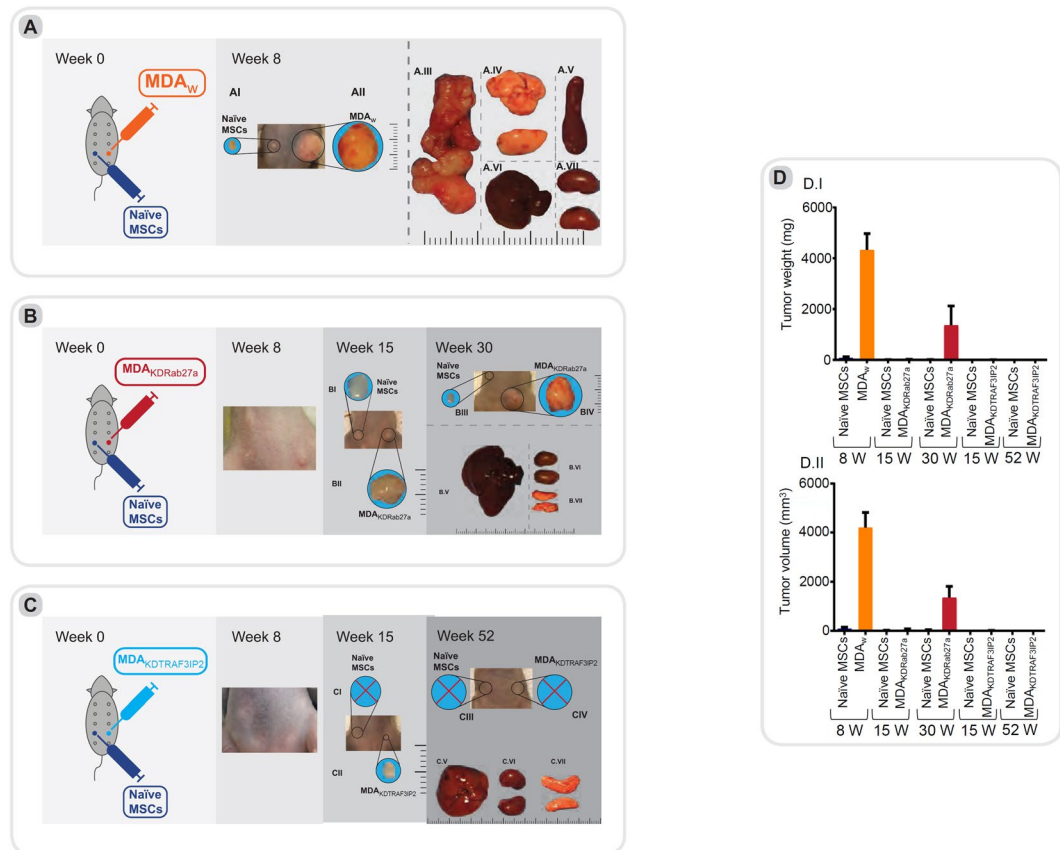 A
Week 0
MDAW
Naïve
MSCs
Week 8
AI
AII
Naïve
MSCs
MDAW
A.III
A.IV
A.V
A.VI
A.VII
B
Week 0
MDAKDRab27a
Naïve
MSCs
Week 8
Week 15
BI
Naïve
MSCs
BII
MDAKDRab27a
Week 30
Naïve
MSCs
MDAKDRab27a
BIII
BIV
B.V
B.VI
B.VII
C
Week 0
MDAKDTRAF3IP2
Naïve
MSCs
Week 8
Week 15
Naïve
MSCs
CI
CII
MDAKDTRAF3IP2
Week 52
Naïve
MSCs
MDAKDTRAF3IP2
CIII
CIV
C.V
C.VI
C.VII
D
D.I
Tumor weight (mg)
6000
4000
2000
0
Naïve MSCs
MDAw
Naïve MSCs
MDAKDRab27a
Naïve MSCs
MDAKDRab27a
Naïve MSCs
MDAKDTRAF3IP2
Naïve MSCs
MDAKDTRAF3IP2
8 W
15 W
30 W
15 W
52 W
D.II
Tumor volume (mm³)
6000
4000
2000
0
Naïve MSCs
MDAw
Naïve MSCs
MDAKDRab27a
Naïve MSCs
MDAKDRab27a
Naïve MSCs
MDAKDTRAF3IP2
Naïve MSCs
MDAKDTRAF3IP2
8 W
15 W
30 W
15 W
52 W